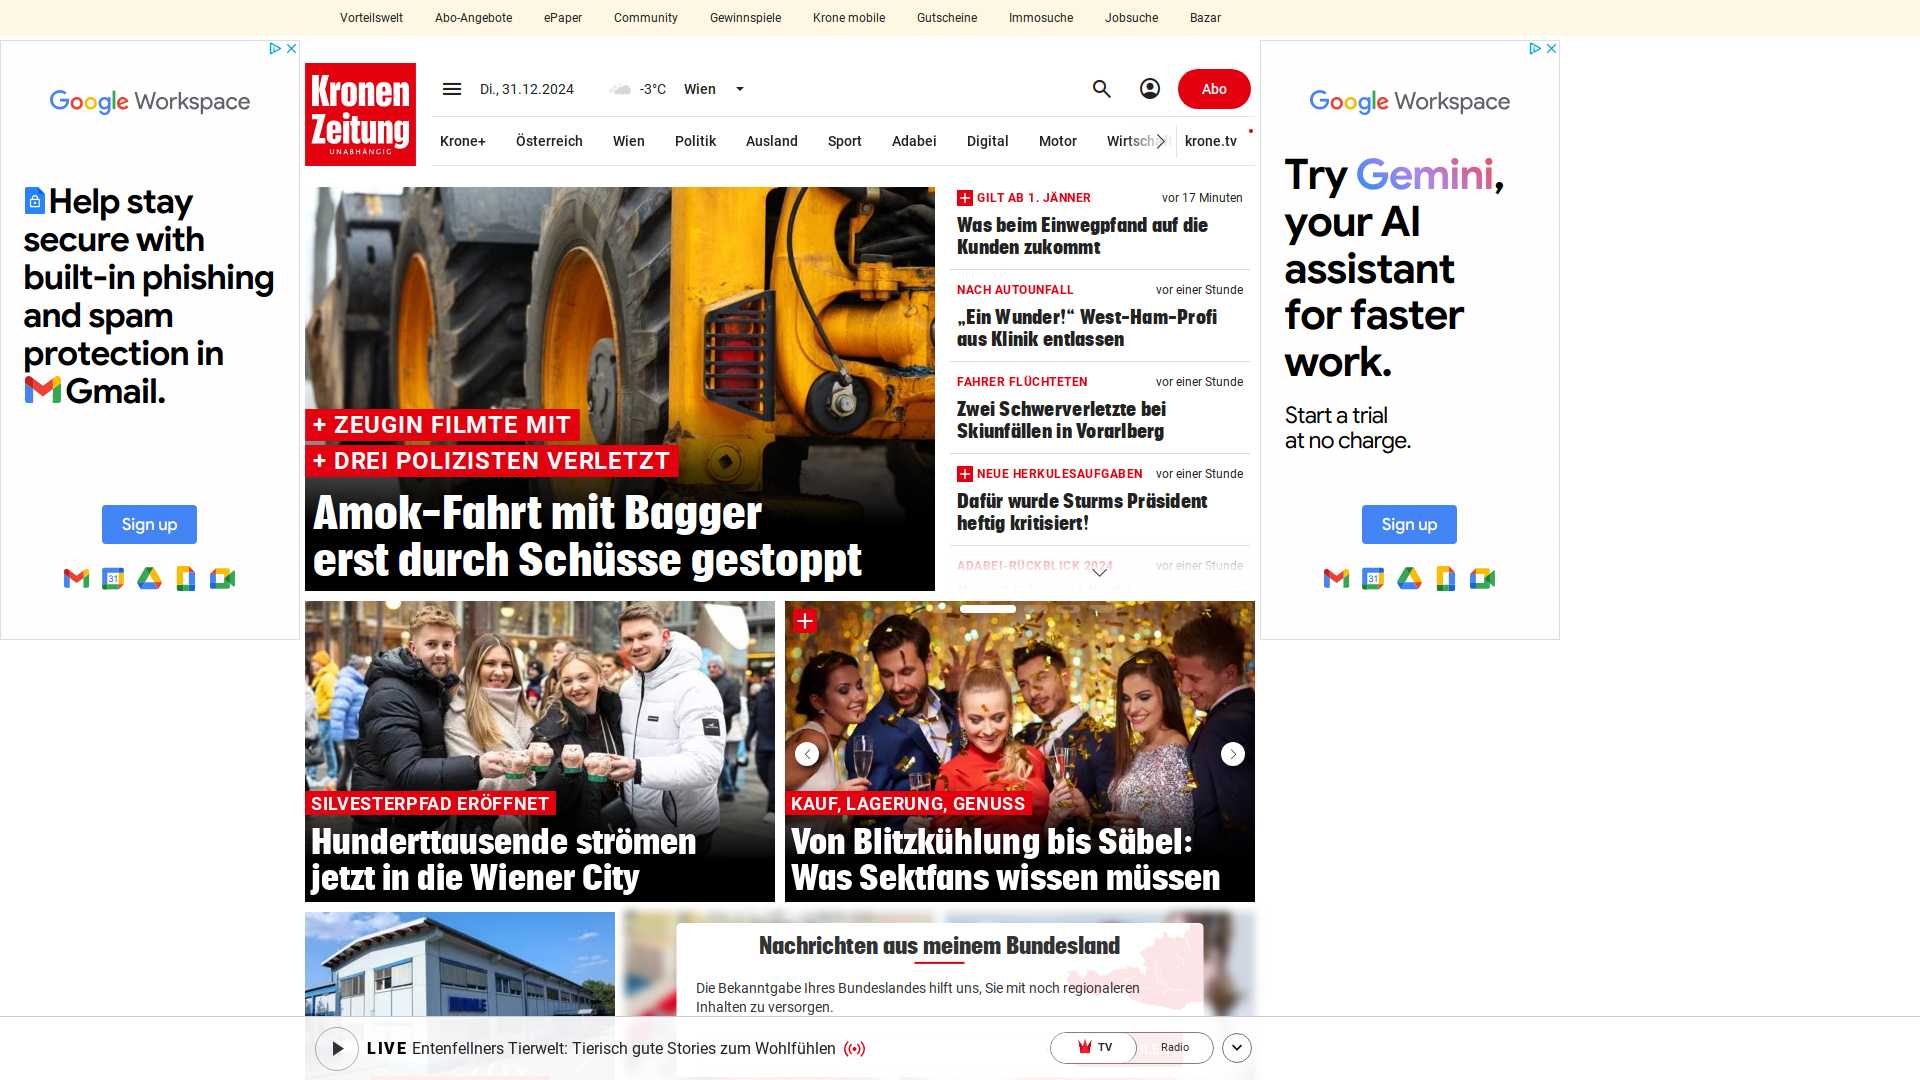 Vorteilswelt Abo-Angebote ePaper Community Gewinnspiele Krone mobile Gutscheine Immosuche Jobsuche Bazar
Google Workspace
Help stay
secure with
built-in phishing
and spam
protection in
Gmail.
Sign up
31
Kronen
Zeitung
UNABHÄNGIG
Di., 31.12.2024
-3°C Wien
Abo
Krone+ Österreich Wien Politik Ausland Sport Adabei Digital Motor Wirtschaft krone.tv
+ ZEUGIN FILMTE MIT
+ DREI POLIZISTEN VERLETZT
Amok-Fahrt mit Bagger
erst durch Schüsse gestoppt
GILT AB 1. JÄNNER vor 17 Minuten
Was beim Einwegpfand auf die
Kunden zukommt
NACH AUTOUNFALL vor einer Stunde
„Ein Wunder!“ West-Ham-Profi
aus Klinik entlassen
FAHRER FLÜCHTETEN vor einer Stunde
Zwei Schwerverletzte bei
Skiunfällen in Vorarlberg
NEUE HERKULESAUFGABEN vor einer Stunde
Dafür wurde Sturms Präsident
heftig kritisiert!
ADABEI-RÜCKBLICK 2024 vor einer Stunde
Google Workspace
Try Gemini,
your AI
assistant
for faster
work.
Start a trial
at no charge.
Sign up
31
SILVESTERPFAD ERÖFFNET
Hunderttausende strömen
jetzt in die Wiener City
KAUF, LAGERUNG, GENUSS
Von Blitzkühlung bis Säbel:
Was Sektfans wissen müssen
Nachrichten aus meinem Bundesland
Die Bekanntgabe Ihres Bundeslandes hilft uns, Sie mit noch regionaleren
Inhalten zu versorgen.
LIVE Entenfellners Tierwelt: Tierisch gute Stories zum Wohlfühlen
TV Radio